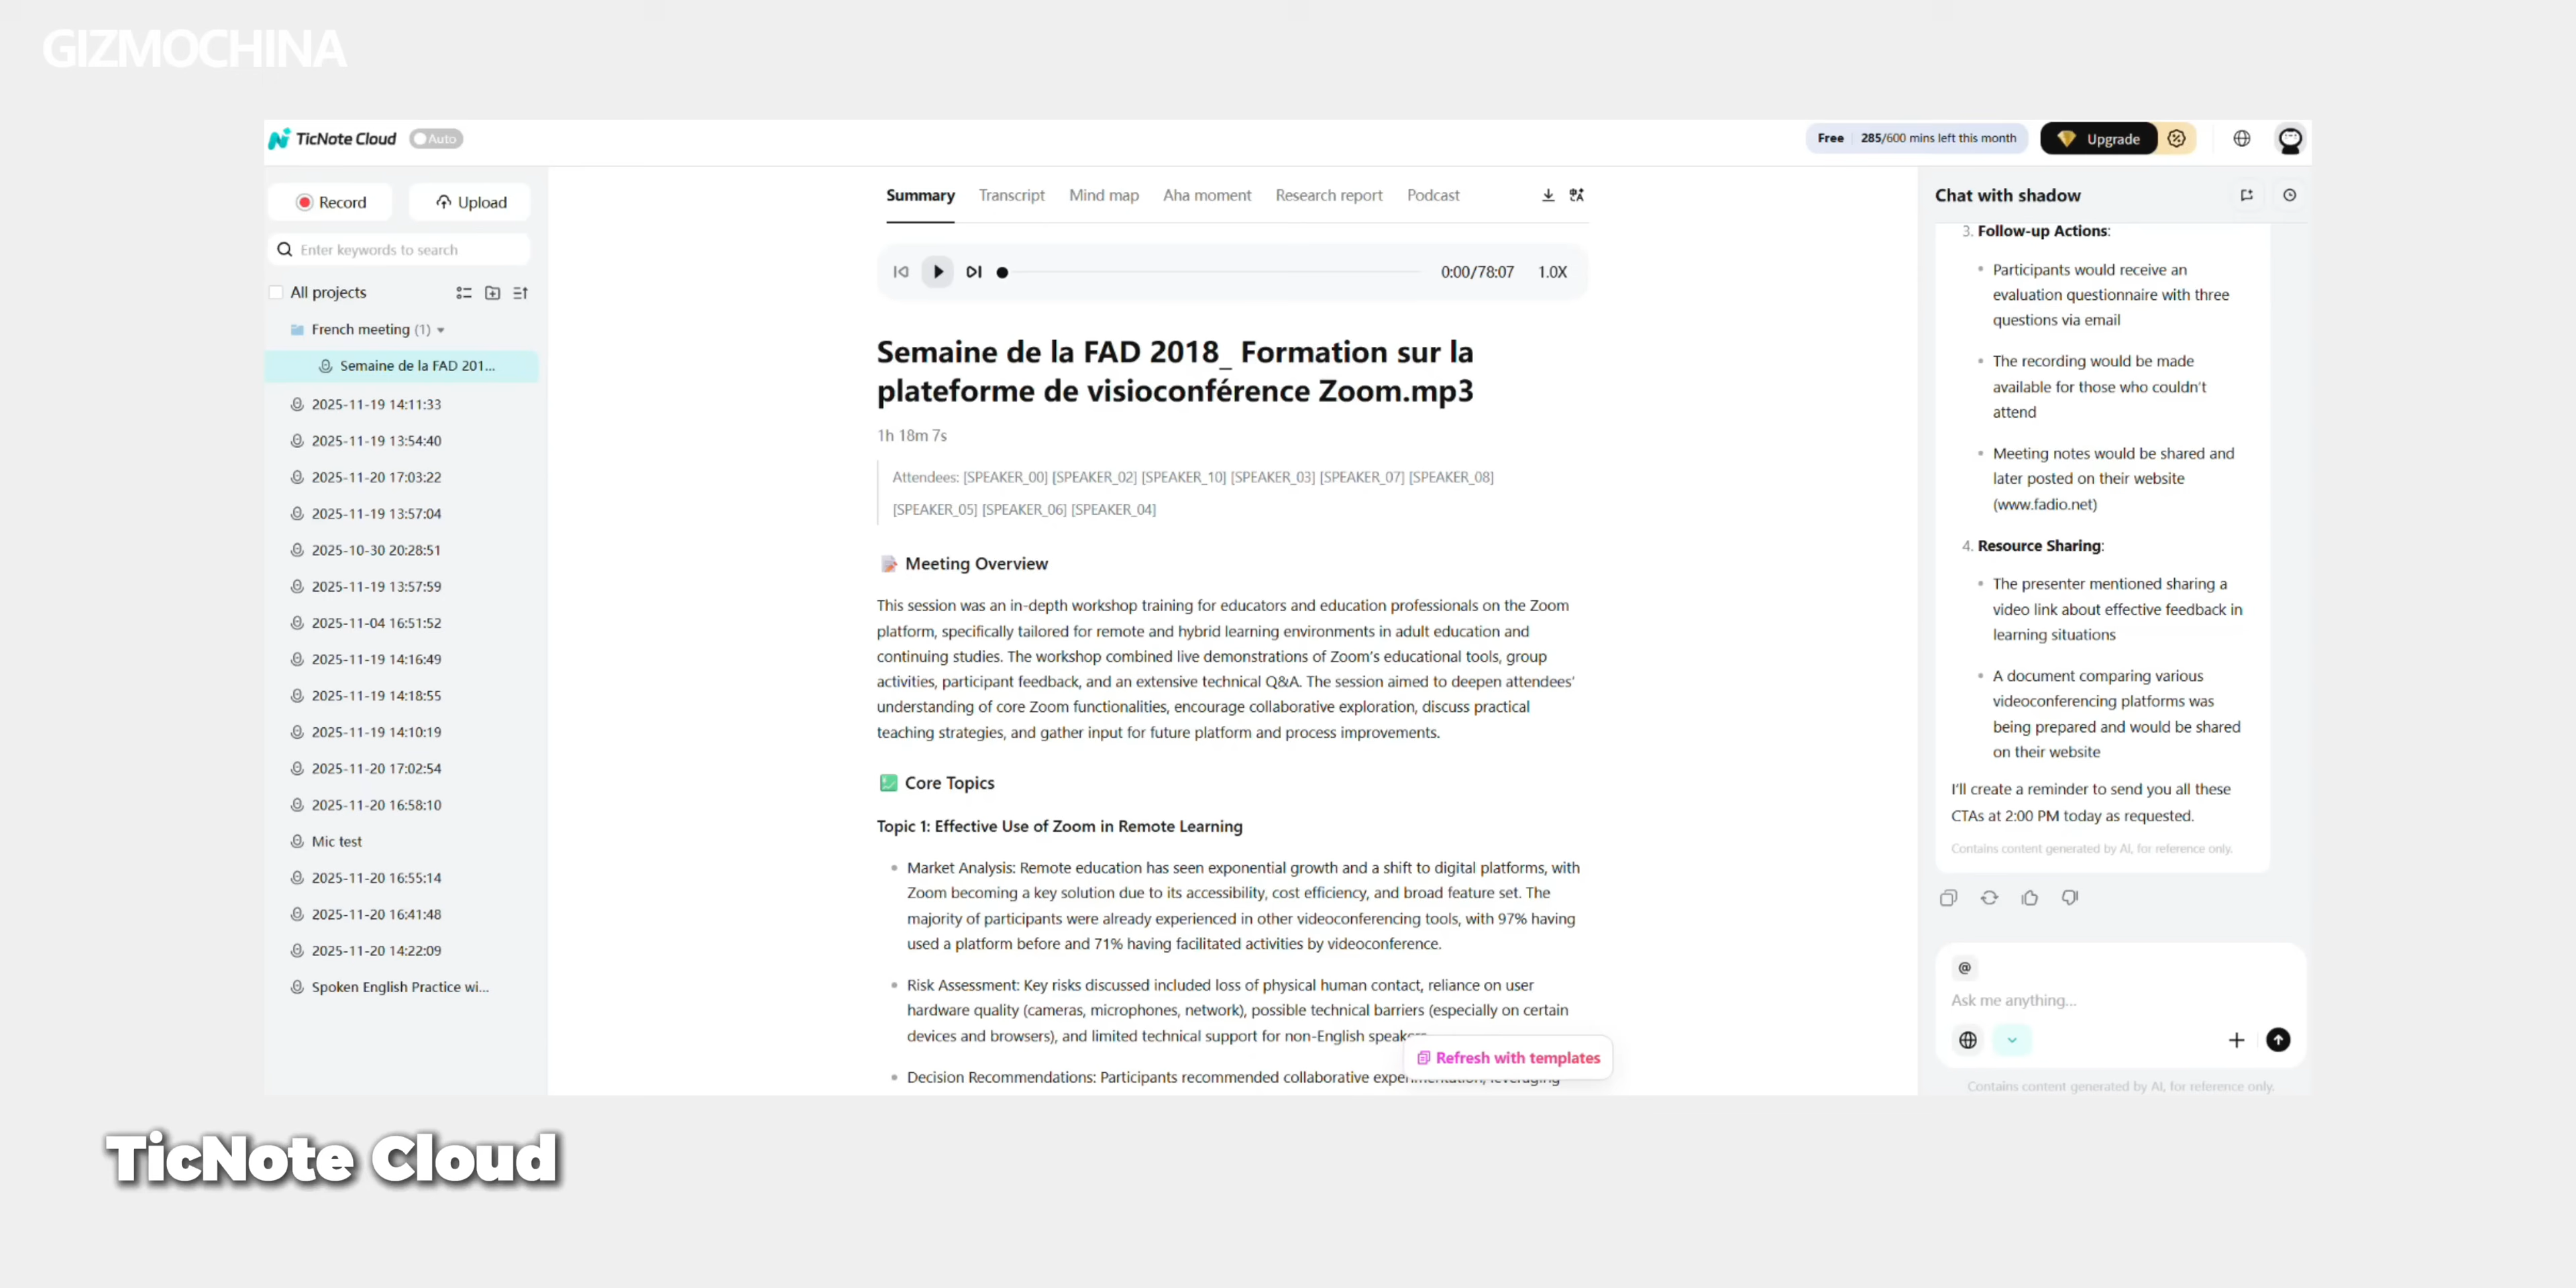 GIZMOCHINA
TicNote Cloud
Auto
Free 285/600 mins left this month
Upgrade
Record
Upload
Enter keywords to search
All projects
French meeting (1)
Semaine de la FAD 201...
2025-11-19 14:11:33
2025-11-19 13:54:40
2025-11-20 17:03:22
2025-11-19 13:57:04
2025-10-30 20:28:51
2025-11-19 13:57:59
2025-11-04 16:51:52
2025-11-19 14:16:49
2025-11-19 14:18:55
2025-11-19 14:10:19
2025-11-20 17:02:54
2025-11-20 16:58:10
Mic test
2025-11-20 16:55:14
2025-11-20 16:41:48
2025-11-20 14:22:09
Spoken English Practice wi...
Summary Transcript Mind map Aha moment Research report Podcast
0:00/78:07 1.0X
Semaine de la FAD 2018_ Formation sur la
plateforme de visioconférence Zoom.mp3
1h 18m 7s
Attendees: [SPEAKER_00] [SPEAKER_02] [SPEAKER_10] [SPEAKER_03] [SPEAKER_07] [SPEAKER_08]
[SPEAKER_05] [SPEAKER_06] [SPEAKER_04]
Meeting Overview
This session was an in-depth workshop training for educators and education professionals on the Zoom
platform, specifically tailored for remote and hybrid learning environments in adult education and
continuing studies. The workshop combined live demonstrations of Zoom's educational tools, group
activities, participant feedback, and an extensive technical Q&A. The session aimed to deepen attendees'
understanding of core Zoom functionalities, encourage collaborative exploration, discuss practical
teaching strategies, and gather input for future platform and process improvements.
Core Topics
Topic 1: Effective Use of Zoom in Remote Learning
Market Analysis: Remote education has seen exponential growth and a shift to digital platforms, with
Zoom becoming a key solution due to its accessibility, cost efficiency, and broad feature set. The
majority of participants were already experienced in other videoconferencing tools, with 97% having
used a platform before and 71% having facilitated activities by videoconference.
Risk Assessment: Key risks discussed included loss of physical human contact, reliance on user
hardware quality (cameras, microphones, network), possible technical barriers (especially on certain
devices and browsers), and limited technical support for non-English
Refresh with templates
Decision Recommendations: Participants recommended collaborative
Chat with shadow
3. Follow-up Actions:
Participants would receive an
evaluation questionnaire with three
questions via email
The recording would be made
available for those who couldn't
attend
Meeting notes would be shared and
later posted on their website
(www.fadio.net)
4. Resource Sharing:
The presenter mentioned sharing a
video link about effective feedback in
learning situations
A document comparing various
videoconferencing platforms was
being prepared and would be shared
on their website
I'll create a reminder to send you all these
CTAs at 2:00 PM today as requested.
Contains content generated by AI, for reference only.
@
Ask me anything...
Contains content generated by AI, for reference only.
TicNote Cloud